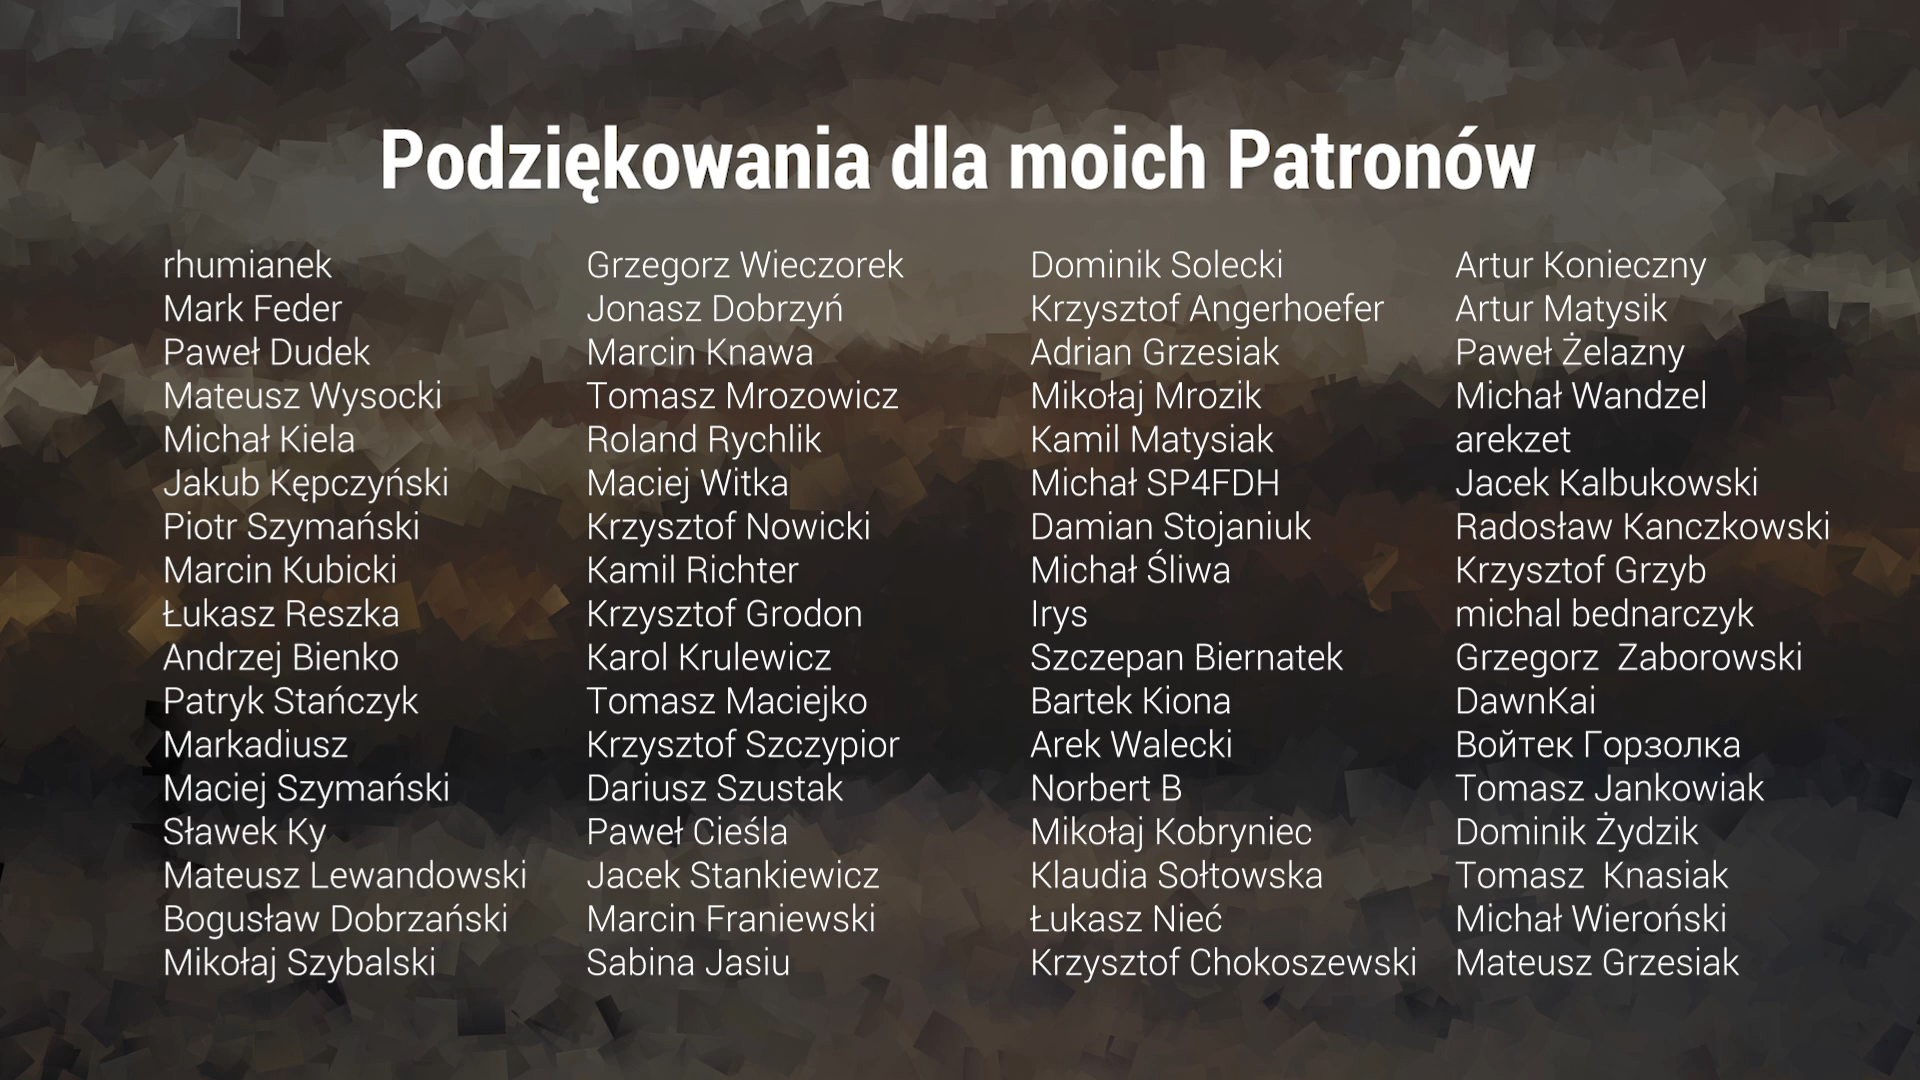 Podziękowania dla moich Patronów
rhumianek
Mark Feder
Paweł Dudek
Mateusz Wysocki
Michał Kiela
Jakub Kępczyński
Piotr Szymański
Marcin Kubicki
Łukasz Reszka
Andrzej Bienko
Patryk Stańczyk
Markadiusz
Maciej Szymański
Sławek Ky
Mateusz Lewandowski
Bogusław Dobrzański
Mikołaj Szybalski
Grzegorz Wieczorek
Jonasz Dobrzyń
Marcin Knawa
Tomasz Mrozowicz
Roland Rychlik
Maciej Witka
Krzysztof Nowicki
Kamil Richter
Krzysztof Grodon
Karol Krulewicz
Tomasz Maciejko
Krzysztof Szczypior
Dariusz Szustak
Paweł Cieśla
Jacek Stankiewicz
Marcin Franiewski
Sabina Jasiu
Dominik Solecki
Krzysztof Angerhoefer
Adrian Grzesiak
Mikołaj Mrozik
Kamil Matysiak
Michał SP4FDH
Damian Stojaniuk
Michał Śliwa
Irys
Szczepan Biernatek
Bartek Kiona
Arek Walecki
Norbert B
Mikołaj Kobryniec
Klaudia Sołtowska
Łukasz Nieć
Krzysztof Chokoszewski
Artur Konieczny
Artur Matysik
Paweł Żelazny
Michał Wandzel
arekzet
Jacek Kalbukowski
Radosław Kanczkowski
Krzysztof Grzyb
michal bednarczyk
Grzegorz  Zaborowski
DawnKai
Войтек Горзолка
Tomasz Jankowiak
Dominik Żydzik
Tomasz  Knasiak
Michał Wieroński
Mateusz Grzesiak